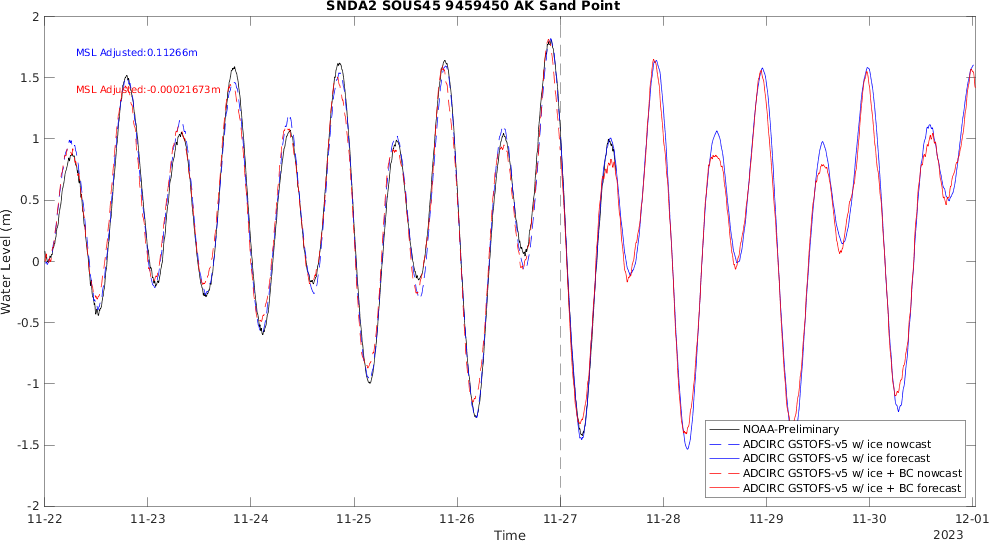 SNDA2 SOUS45 9459450 AK Sand Point
MSL Adjusted:0.11266m
MSL Adjusted:-0.00021673m
Water Level (m)
2
1.5
1
0.5
0
-0.5
-1
-1.5
-2
NOAA-Preliminary
ADCIRC GSTOFS-v5 w/ ice nowcast
ADCIRC GSTOFS-v5 w/ ice forecast
ADCIRC GSTOFS-v5 w/ ice + BC nowcast
ADCIRC GSTOFS-v5 w/ ice + BC forecast
11-22 11-23 11-24 11-25 11-26 11-27 11-28 11-29 11-30 12-01
Time
2023